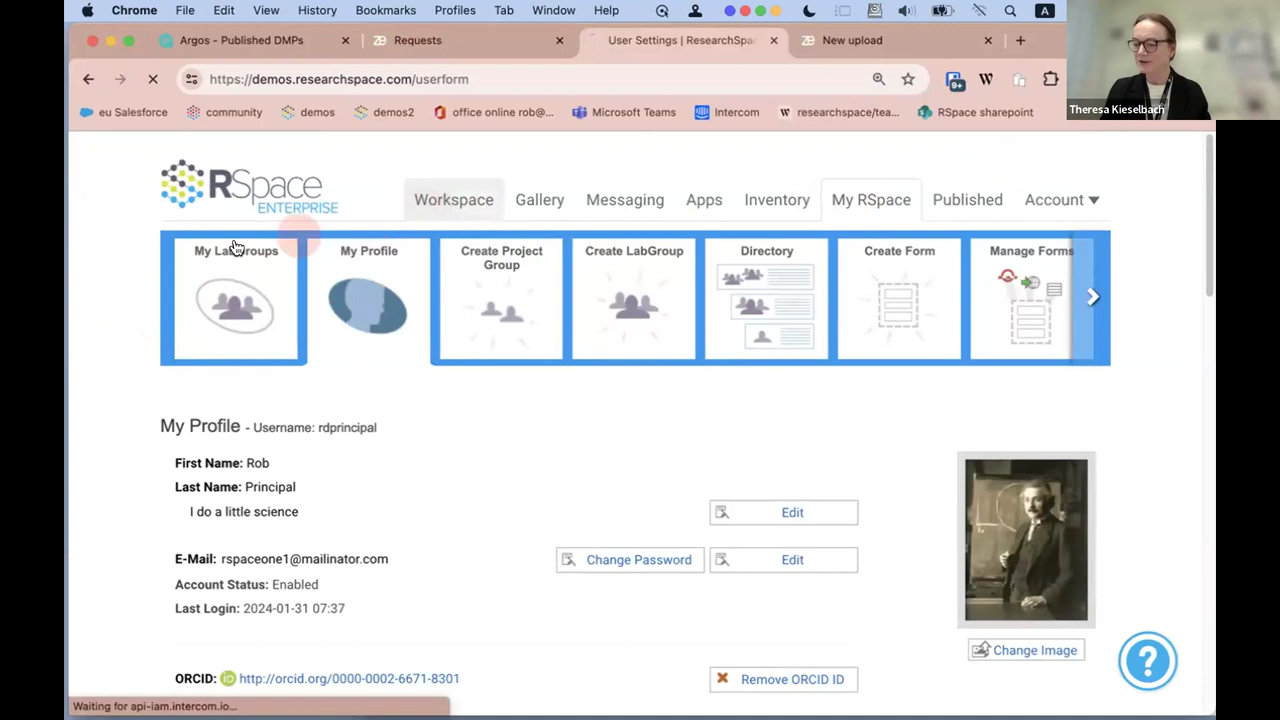 Chrome File Edit View History Bookmarks Profiles Tab Window Help A
Argos - Published DMPs Requests User Settings | ResearchSpa New upload
https://demos.researchspace.com/userform 9+ W
eu Salesforce community demos demos2 office online rob@... Microsoft Teams Intercom researchspace/tea... RSpace sharepoint
Theresa Kieselbach
RSpace
ENTERPRISE
Workspace Gallery Messaging Apps Inventory My RSpace Published Account
My LabGroups My Profile Create Project Group Create LabGroup Directory Create Form Manage Forms
My Profile - Username: rdprincipal
First Name: Rob
Last Name: Principal
I do a little science Edit
E-Mail: rspaceone1@mailinator.com Change Password Edit
Account Status: Enabled
Last Login: 2024-01-31 07:37
Change Image
ORCID: iD http://orcid.org/0000-0002-6671-8301 Remove ORCID ID
?
Waiting for api-iam.intercom.io...